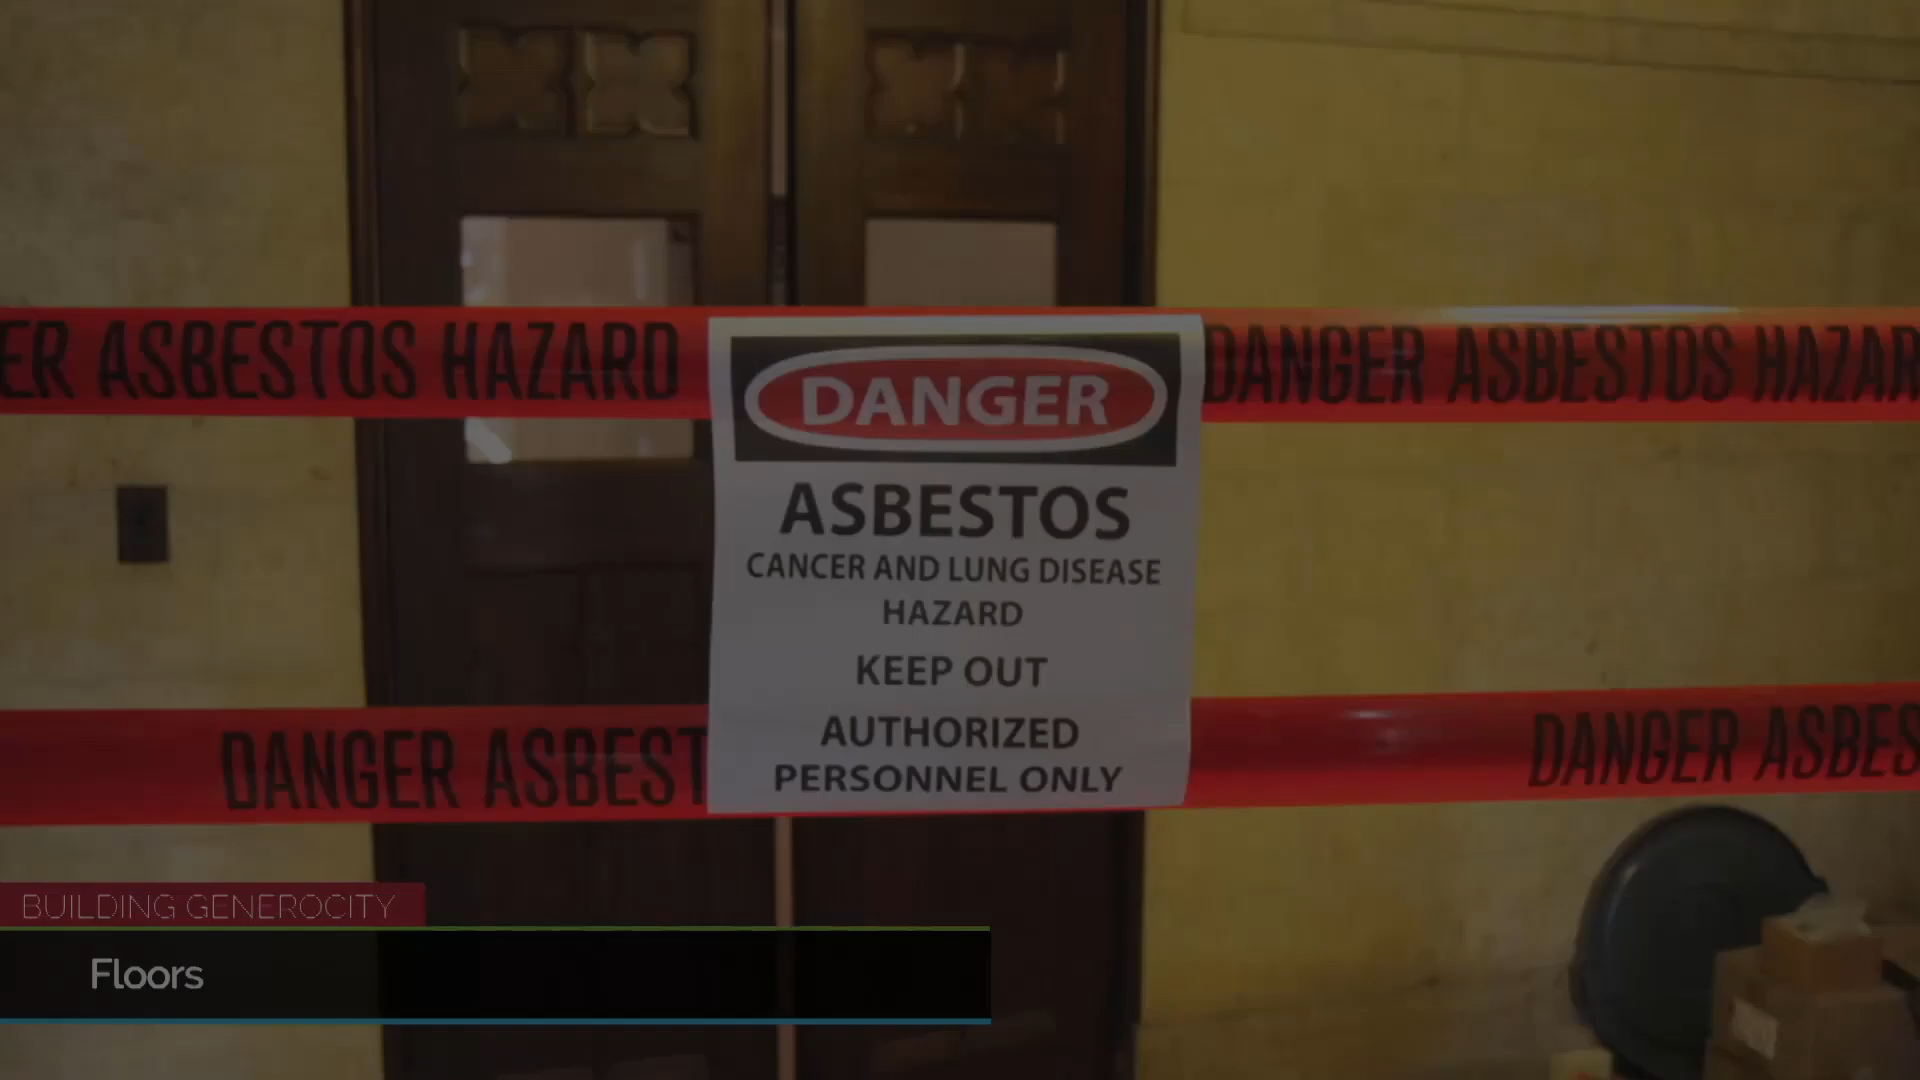 ER ASBESTOS HAZARD
DANGER ASBESTOS HAZAR
DANGER
ASBESTOS
CANCER AND LUNG DISEASE
HAZARD
KEEP OUT
AUTHORIZED
PERSONNEL ONLY
DANGER ASBEST
DANGER ASBES
BUILDING GENEROCITY
Floors